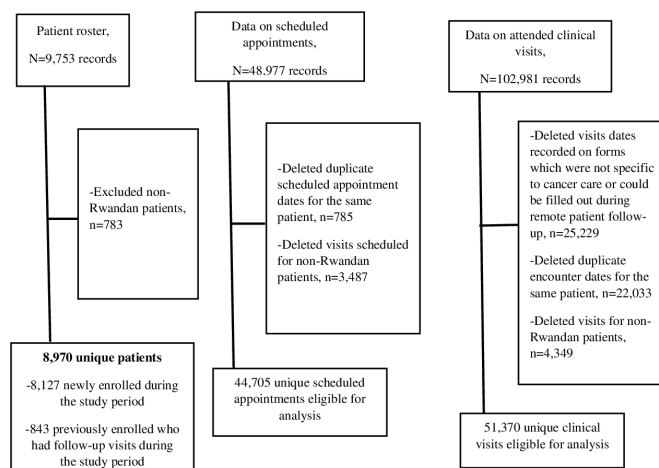 Patient roster,
N=9,753 records
-Excluded non-
Rwandan patients,
n=783
8,970 unique patients
-8,127 newly enrolled during
the study period
-843 previously enrolled who
had follow-up visits during
the study period
Data on scheduled
appointments,
N=48.977 records
-Deleted duplicate
scheduled appointment
dates for the same
patient, n=785
-Deleted visits scheduled
for non-Rwandan
patients, n=3,487
44,705 unique scheduled
appointments eligible for
analysis
Data on attended clinical
visits,
N=102,981 records
-Deleted visits dates
recorded on forms
which were not specific
to cancer care or could
be filled out during
remote patient follow-
up, n=25,229
-Deleted duplicate
encounter dates for the
same patient, n=22,033
-Deleted visits for non-
Rwandan patients,
n=4,349
51,370 unique clinical
visits eligible for analysis